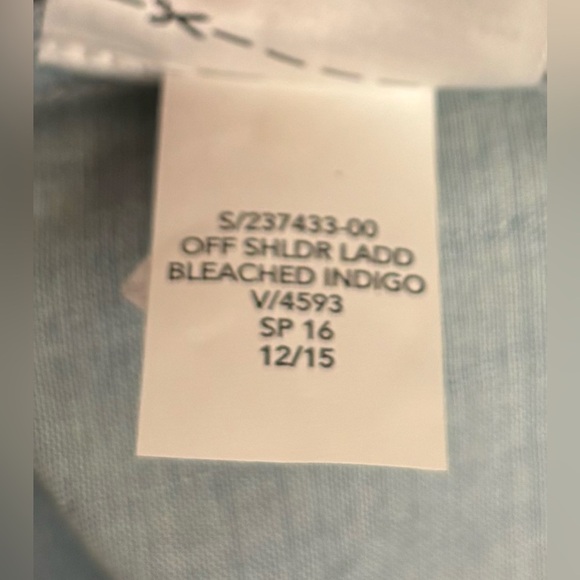 S/237433-00
OFF SHLDR LADD
BLEACHED INDIGO
V/4593
SP 16
12/15